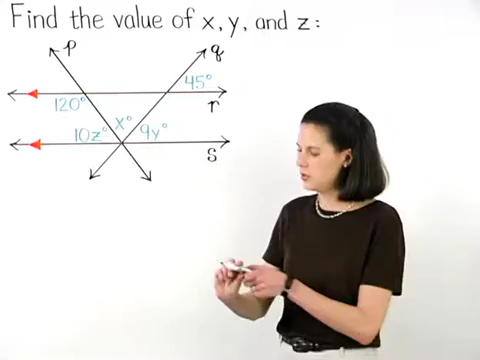 Find the value of x, y, and z:
p
q
45°
120°
r
x°
10z°
9y°
s